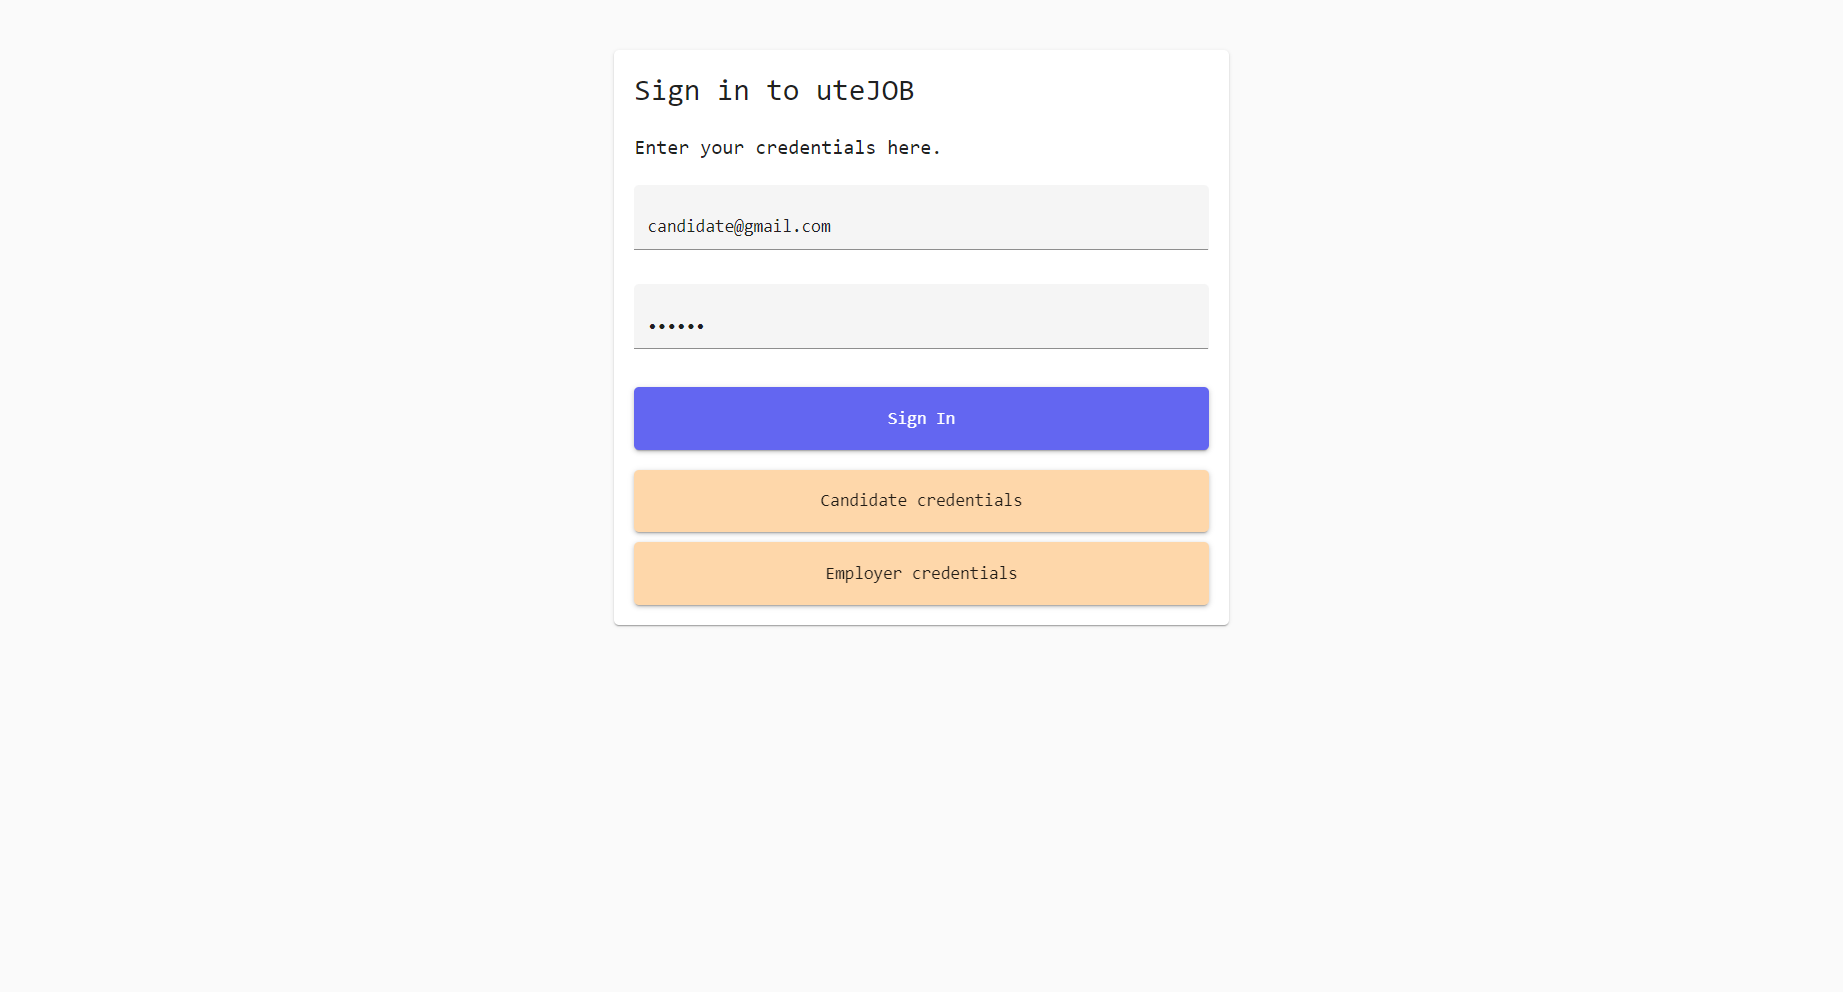 Sign in to uteJOB
Enter your credentials here.
candidate@gmail.com
••••••
Sign In
Candidate credentials
Employer credentials